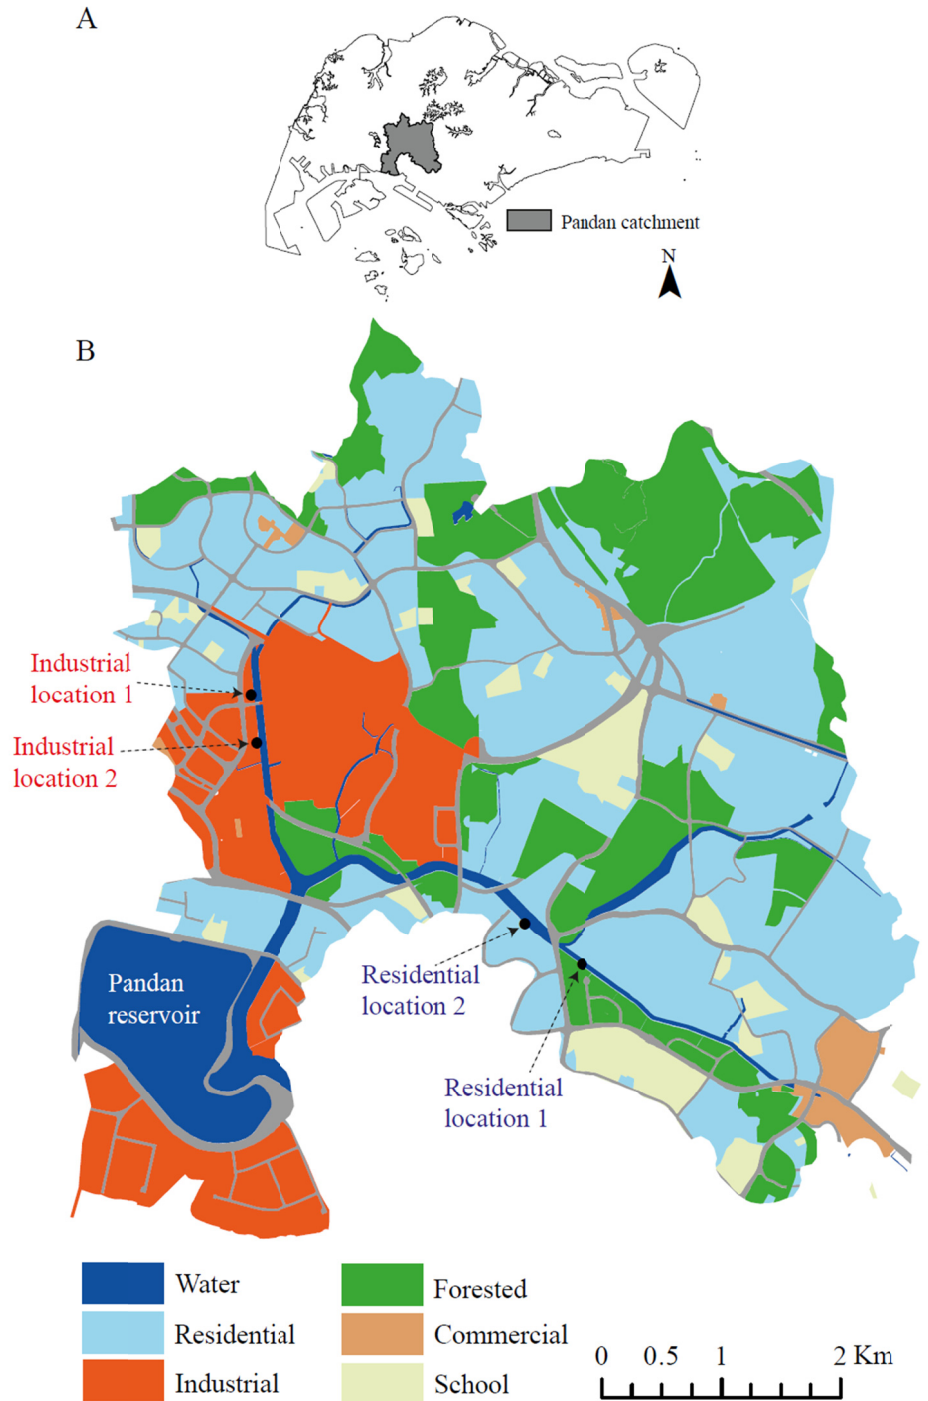 A
Pandan catchment
N
B
Industrial
location 1
Industrial
location 2
Pandan
reservoir
Residential
location 2
Residential
location 1
Water
Forested
Residential
Commercial
Industrial
School
0 0.5 1 2 Km